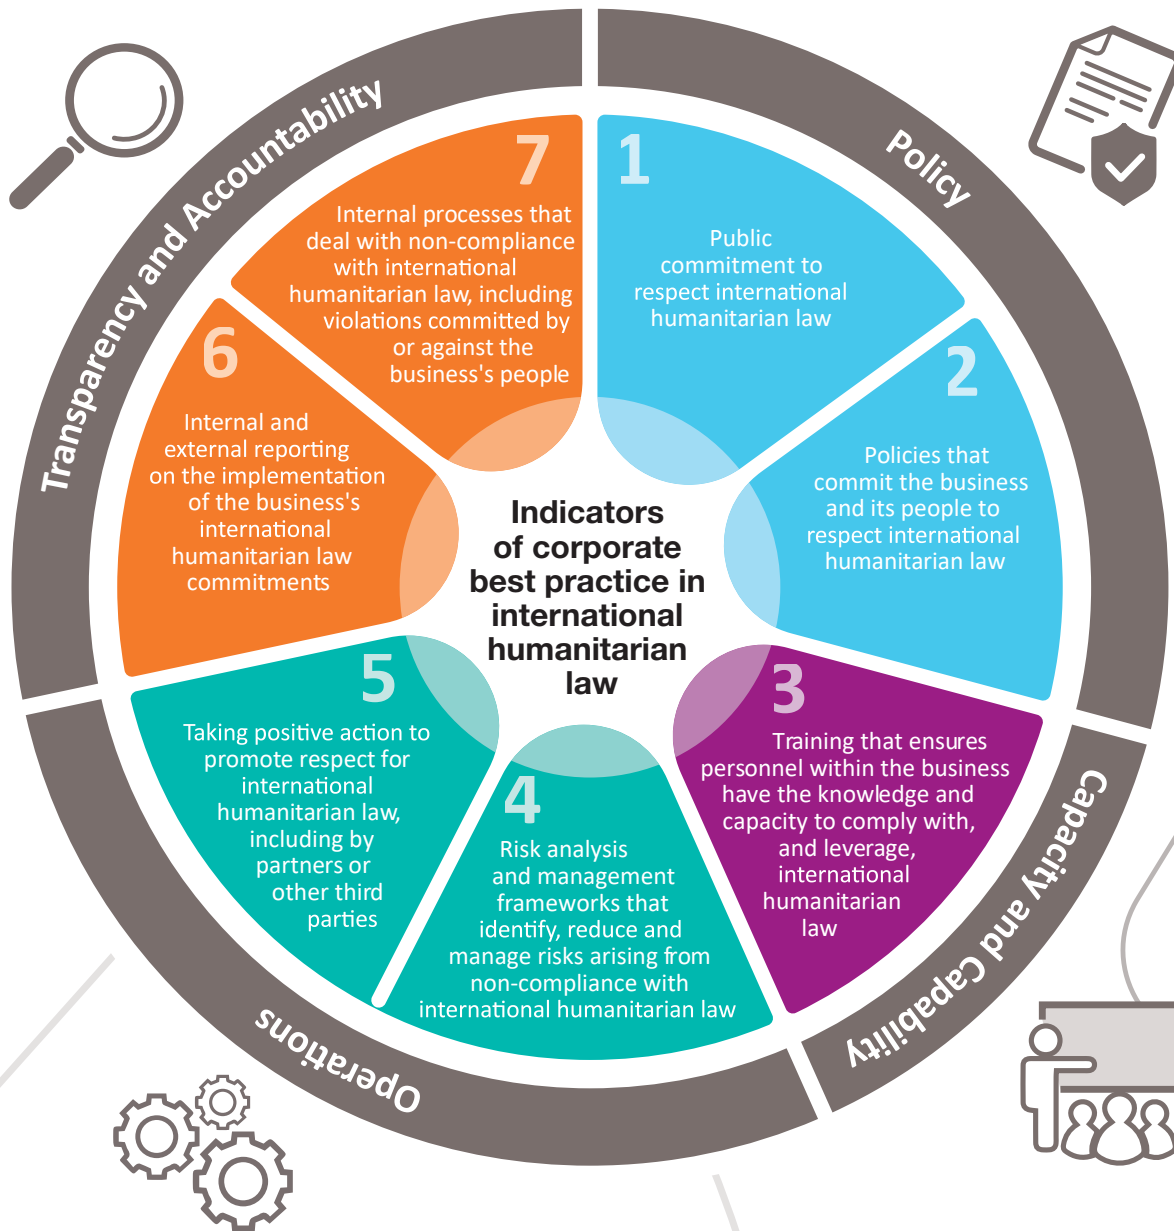 Indicators
of corporate
best practice in
international
humanitarian
law
Policy
1
Public
commitment to
respect international
humanitarian law
2
Policies that
commit the business
and its people to
respect international
humanitarian law
Capacity and Capability
3
Training that ensures
personnel within the business
have the knowledge and
capacity to comply with,
and leverage,
international
humanitarian
law
Operations
4
Risk analysis
and management
frameworks that
identify, reduce and
manage risks arising from
non-compliance with
international humanitarian law
5
Taking positive action to
promote respect for
international
humanitarian law,
including by
partners or
other third
parties
Transparency and Accountability
6
Internal and
external reporting
on the implementation
of the business's
international
humanitarian law
commitments
7
Internal processes that
deal with non-compliance
with international
humanitarian law, including
violations committed by
or against the
business's people